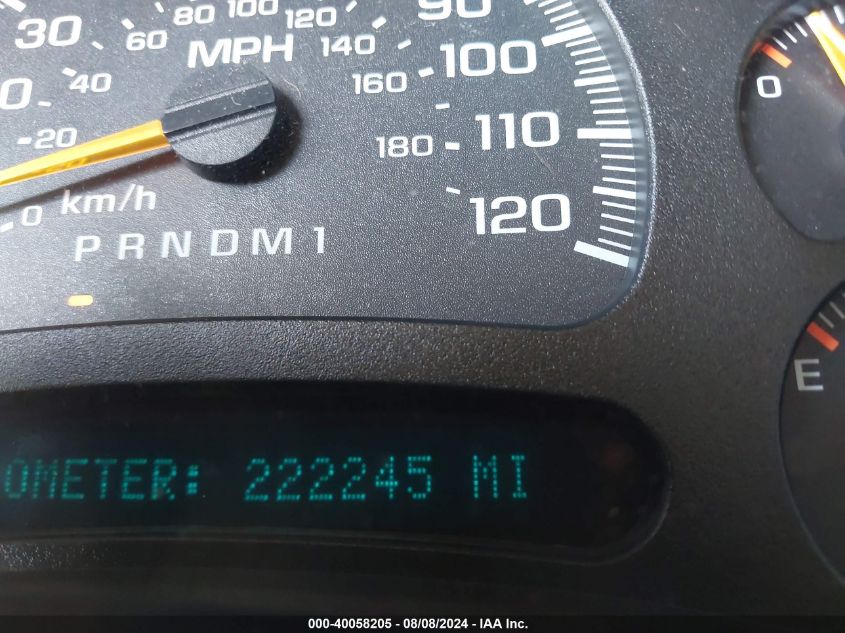 30 60 80 100 120 90
MPH 140 100
0 40 160
20 180 110
0 km/h 120
PRNDM1
0
E
OMETER: 222245 MI
000-40058205 - 08/08/2024 - IAA Inc.